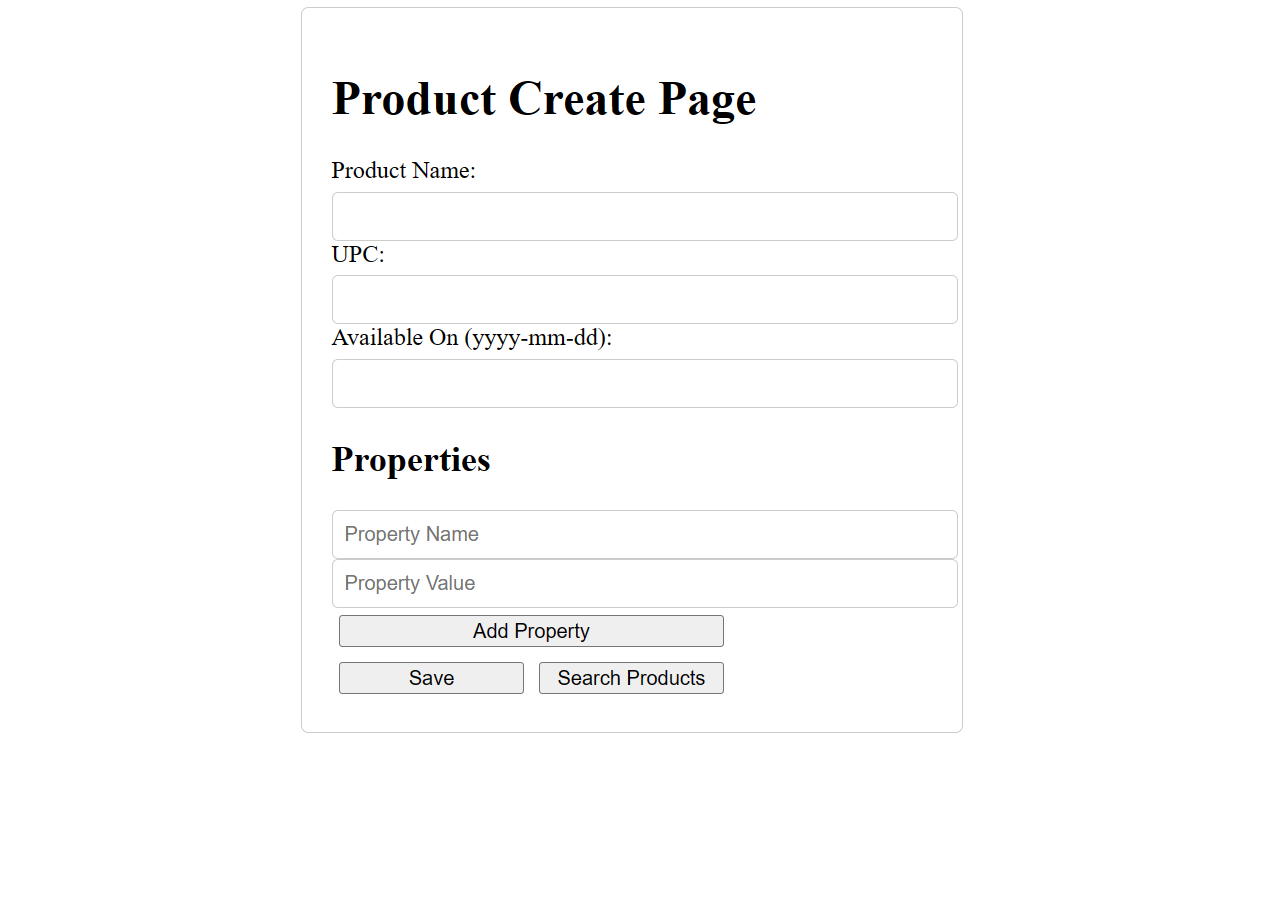 Product Create Page
Product Name:
UPC:
Available On (yyyy-mm-dd):
Properties
Property Name
Property Value
Add Property
Save Search Products